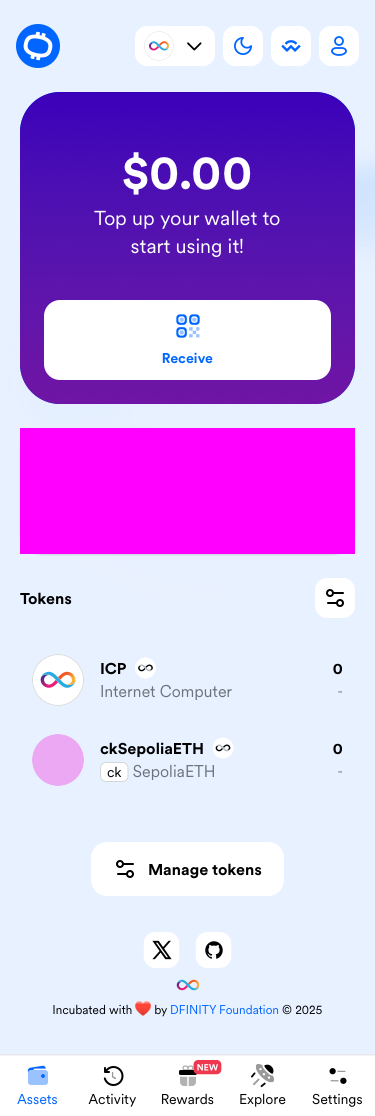 $0.00
Top up your wallet to
start using it!
Receive
Tokens
ICP
0
Internet Computer
-
ckSepoliaETH
0
ck SepoliaETH
-
Manage tokens
Incubated with ❤️ by DFINITY Foundation © 2025
NEW
Assets
Activity
Rewards
Explore
Settings